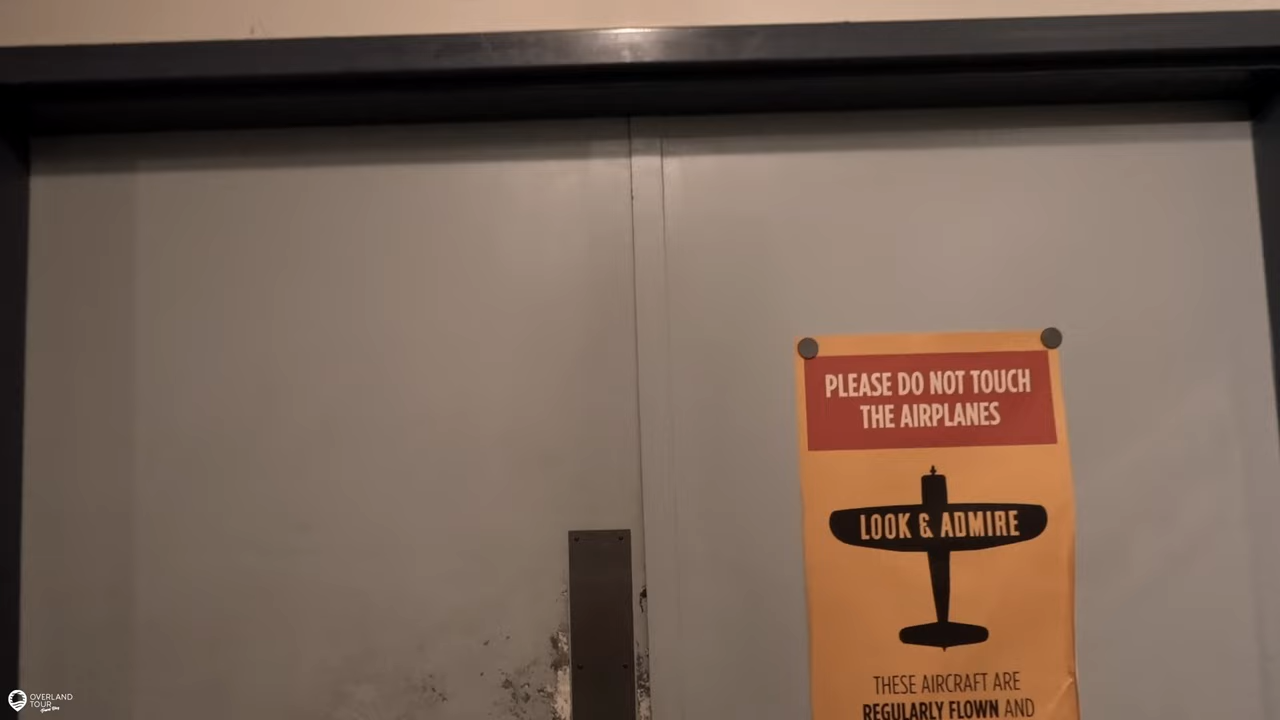 PLEASE DO NOT TOUCH
THE AIRPLANES
LOOK & ADMIRE
THESE AIRCRAFT ARE
REGULARLY FLOWN AND
OVERLAND
TOUR